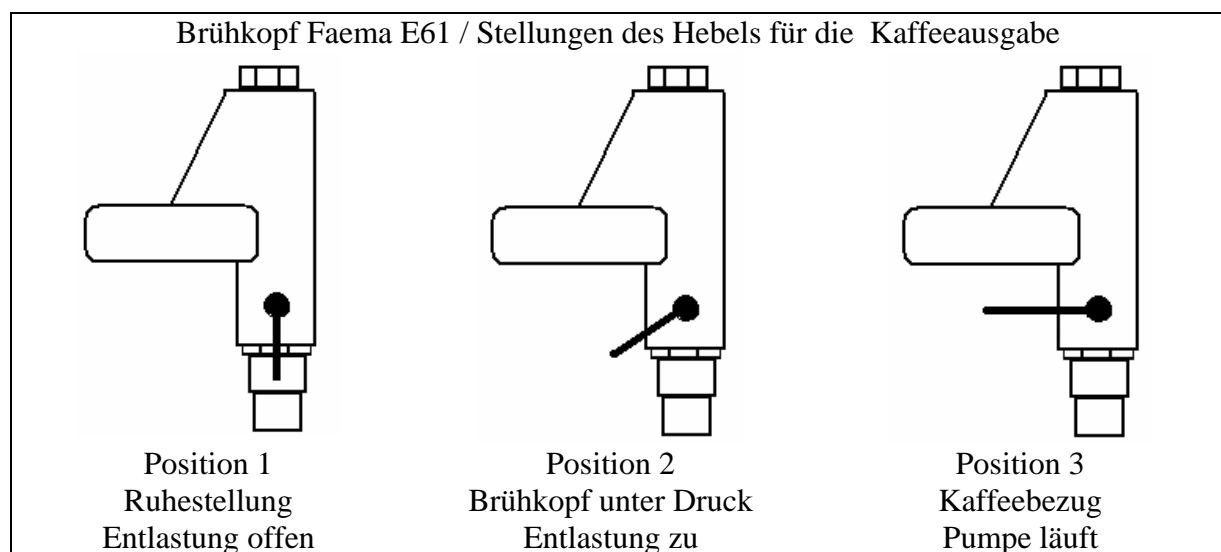 Brühkopf Faema E61 / Stellungen des Hebels für die Kaffeeausgabe
Position 1
Ruhestellung
Entlastung offen
Position 2
Brühkopf unter Druck
Entlastung zu
Position 3
Kaffeebezug
Pumpe läuft